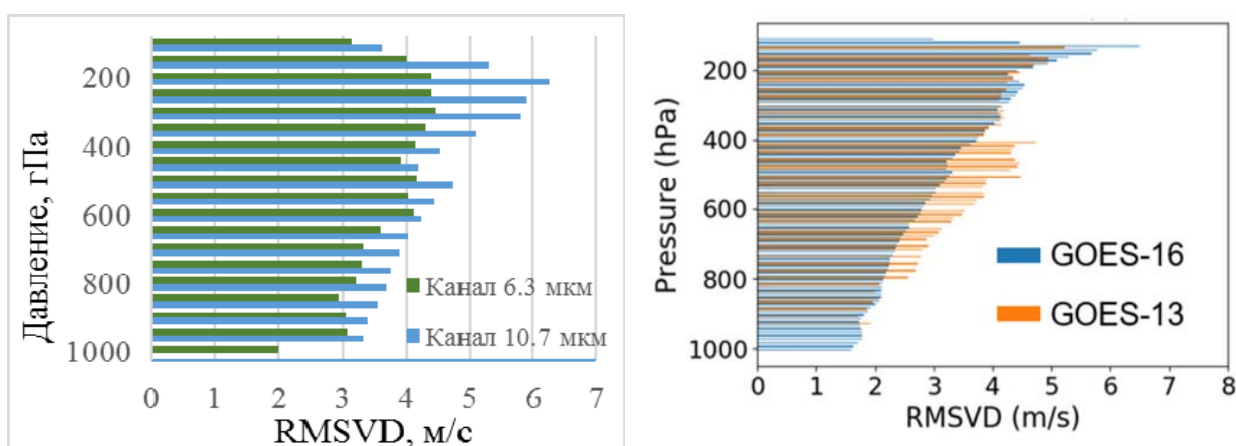 Давление, гПа
200
400
600
800
1000
Канал 6.3 мкм
Канал 10.7 мкм
0 1 2 3 4 5 6 7
RMSVD, м/с
Pressure (hPa)
200
400
600
800
1000
GOES-16
GOES-13
0 1 2 3 4 5 6 7 8
RMSVD (m/s)